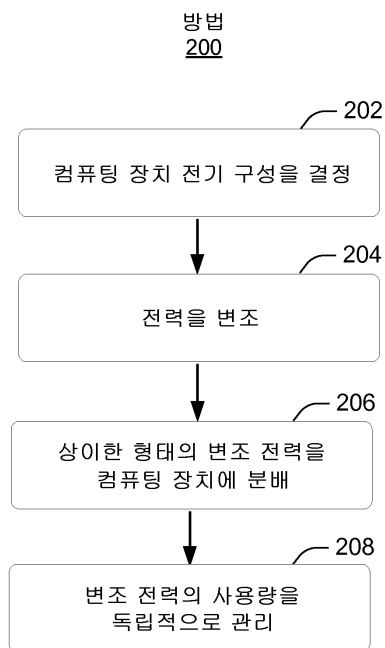 방법
200
202
컴퓨팅 장치 전기 구성을 결정
204
전력을 변조
206
상이한 형태의 변조 전력을
컴퓨팅 장치에 분배
208
변조 전력의 사용량을
독립적으로 관리